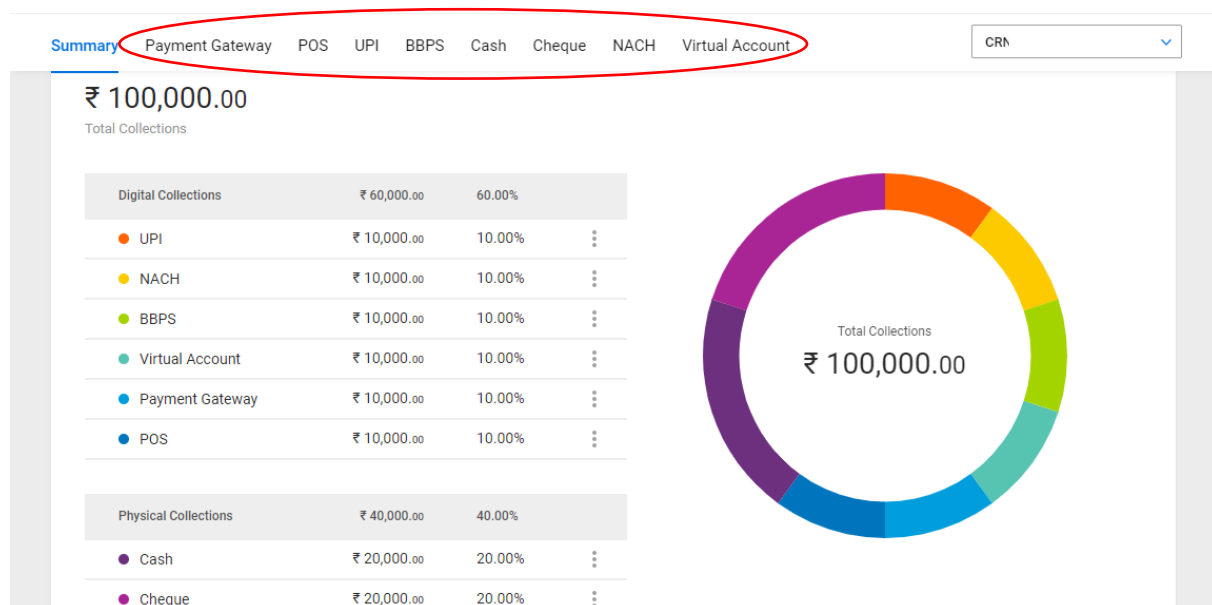 Summary Payment Gateway POS UPI BBPS Cash Cheque NACH Virtual Account CRN
₹ 100,000.00
Total Collections
Digital Collections ₹ 60,000.00 60.00%
UPI ₹ 10,000.00 10.00%
NACH ₹ 10,000.00 10.00%
BBPS ₹ 10,000.00 10.00%
Virtual Account ₹ 10,000.00 10.00%
Payment Gateway ₹ 10,000.00 10.00%
POS ₹ 10,000.00 10.00%
Physical Collections ₹ 40,000.00 40.00%
Cash ₹ 20,000.00 20.00%
Cheque ₹ 20,000.00 20.00%
Total Collections
₹ 100,000.00